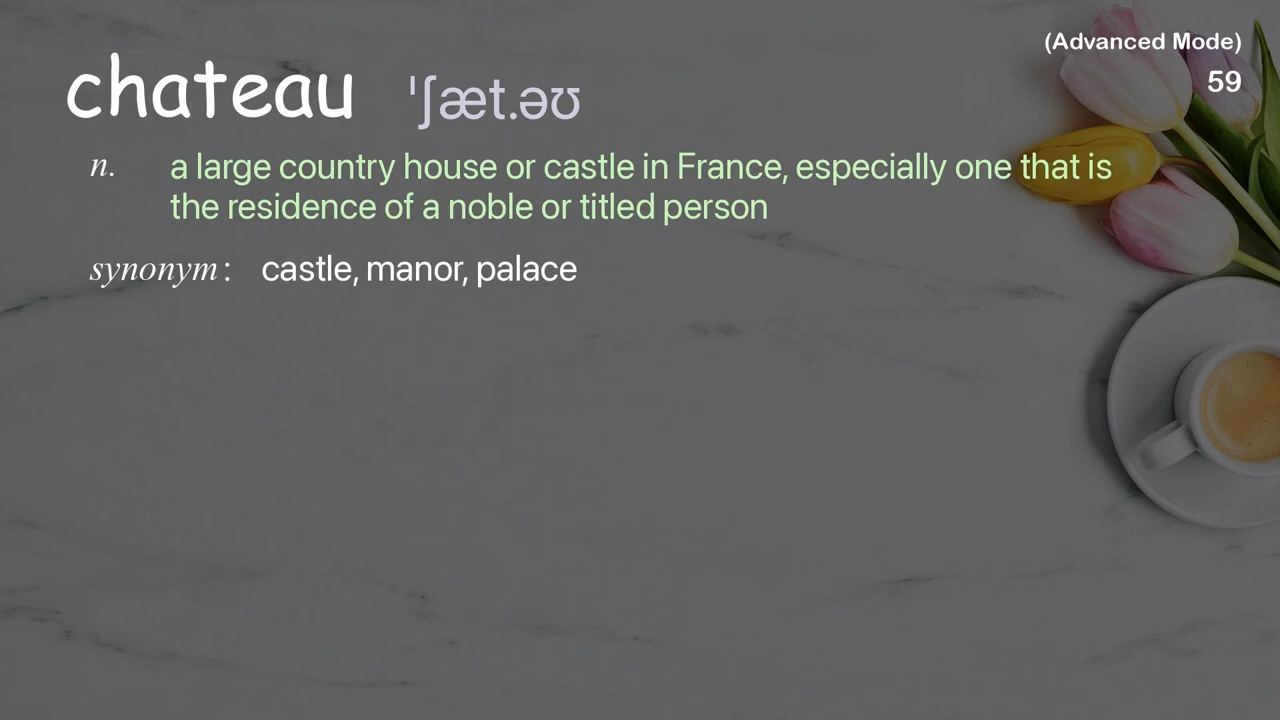 (Advanced Mode)
59
chateau ˈʃæt.əʊ
n. a large country house or castle in France, especially one that is
the residence of a noble or titled person
synonym : castle, manor, palace